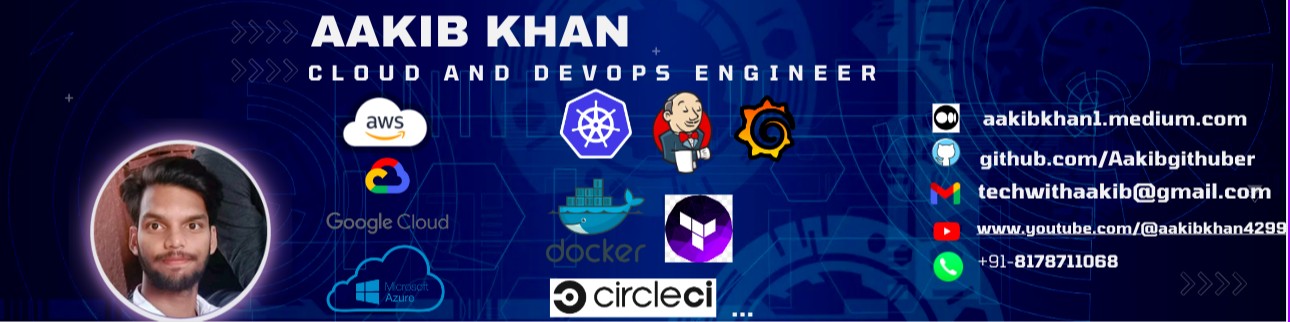 AAKIB KHAN
CLOUD AND DEVOPS ENGINEER
aws
Google Cloud
Microsoft
Azure
docker
circleci
...
aakibkhan1.medium.com
github.com/Aakibgithuber
techwithaakib@gmail.com
www.youtube.com/@aakibkhan4299
+91-8178711068